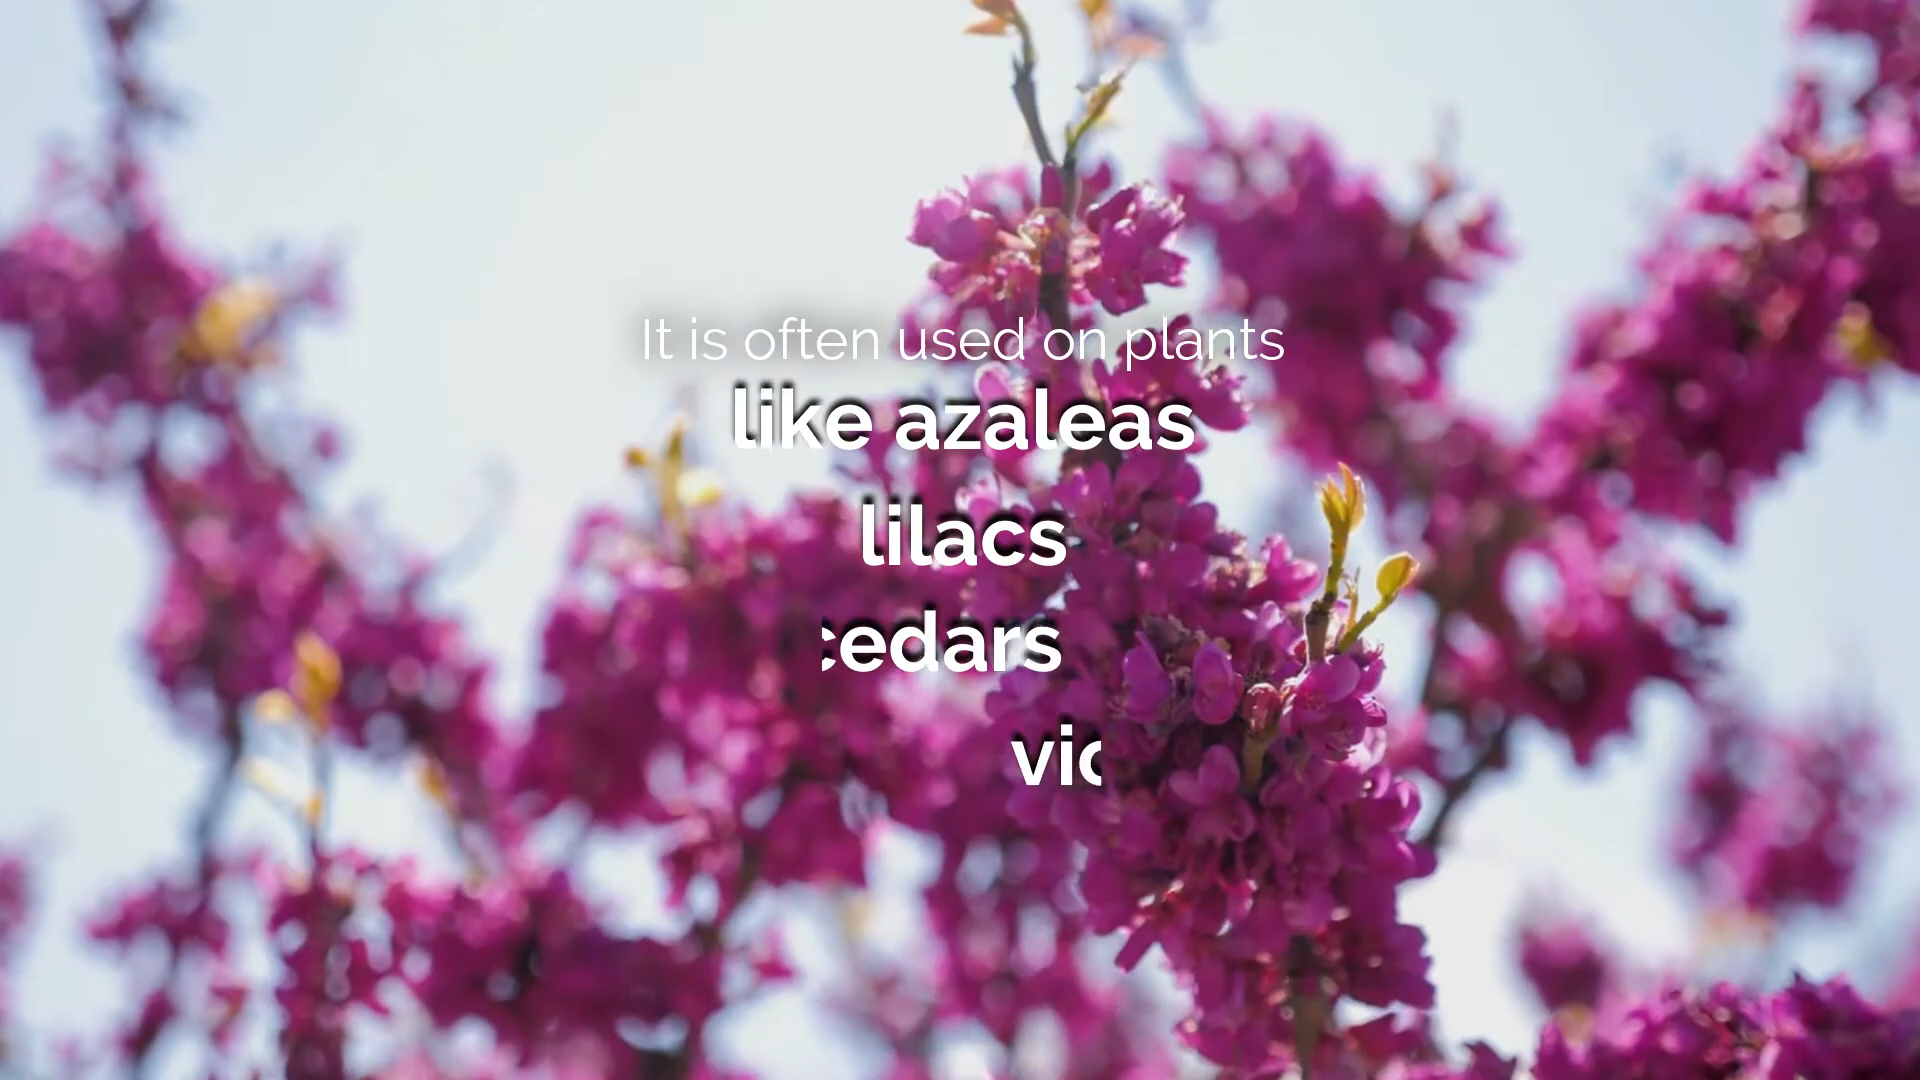 It is often used on plants
like azaleas
lilacs
cedars